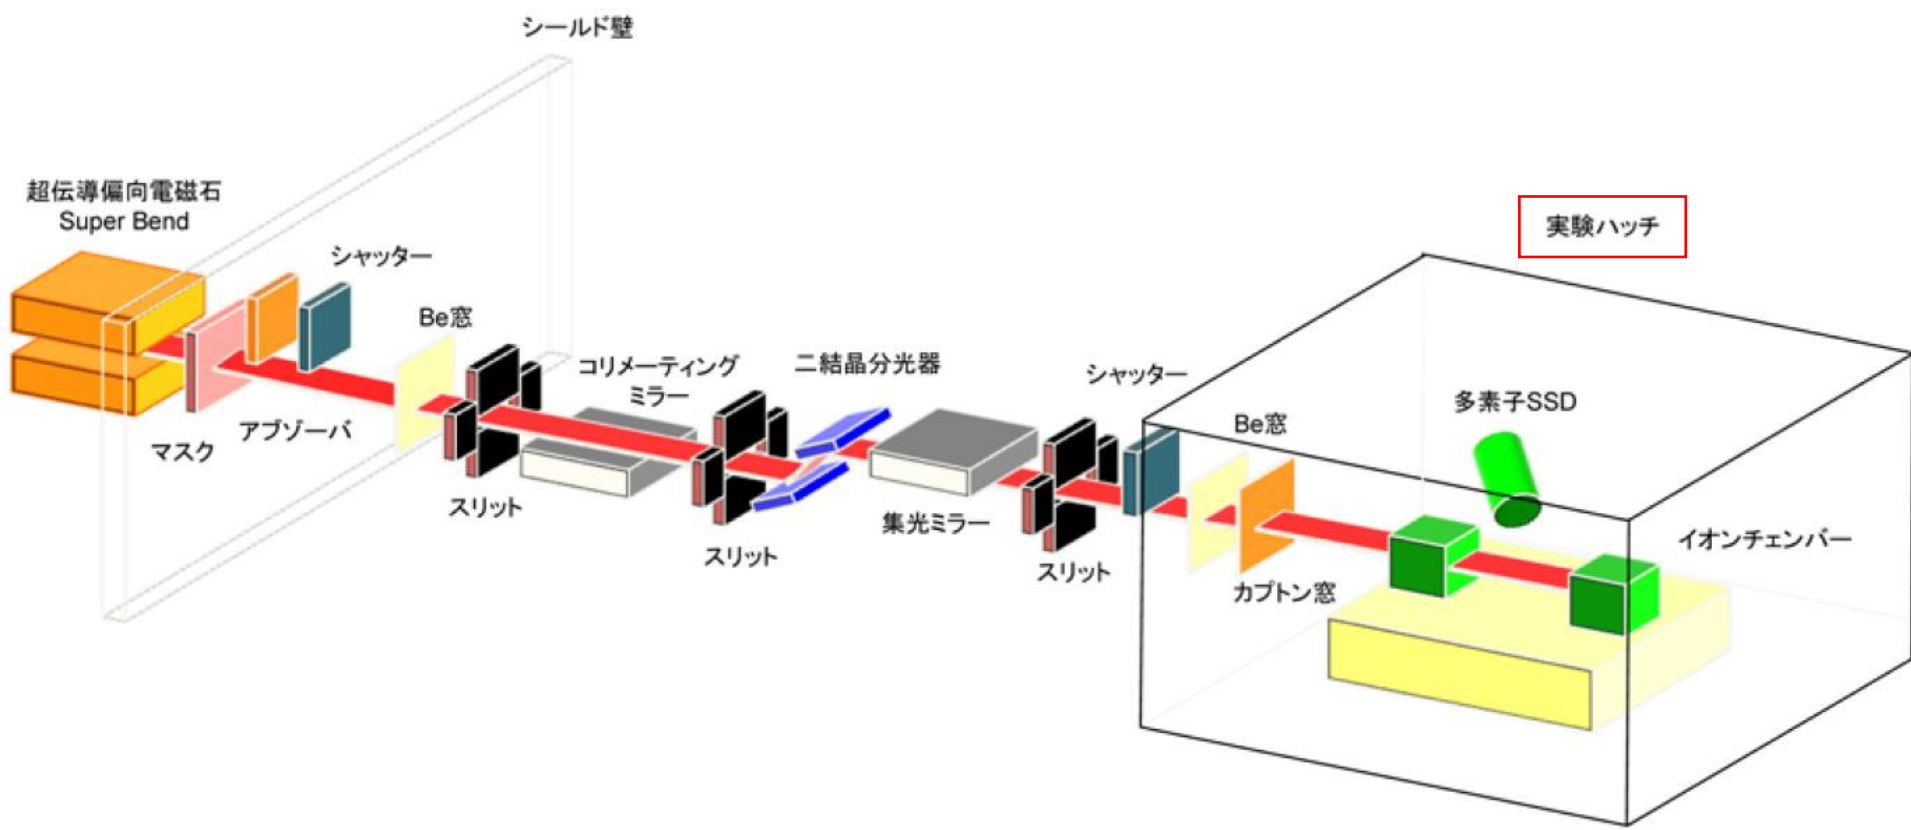 シールド壁
超伝導偏向電磁石
Super Bend
シャッター
Be窓
マスク
アブゾーバ
スリット
コリメーティング
ミラー
スリット
二結晶分光器
集光ミラー
シャッター
スリット
実験ハッチ
Be窓
カプトン窓
多素子SSD
イオンチェンバー